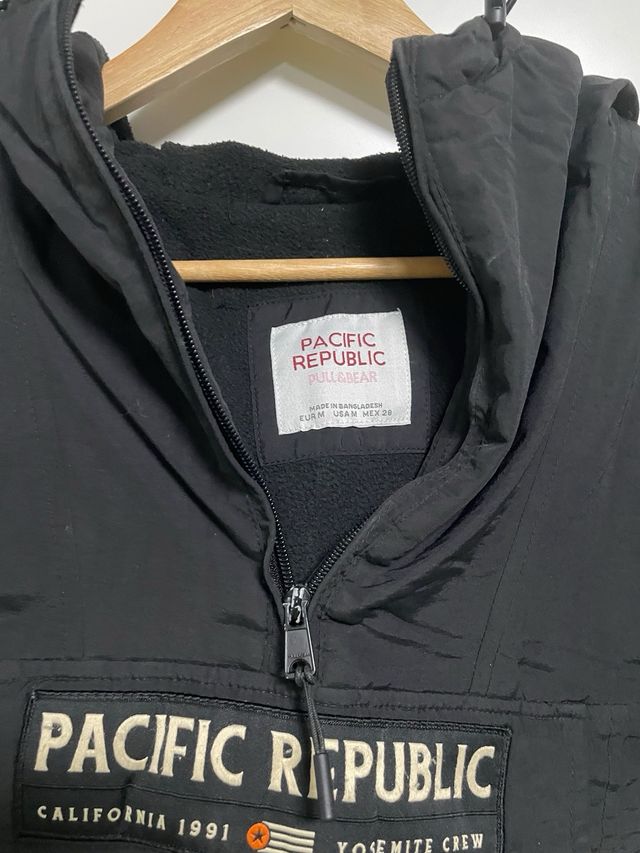 PACIFIC
REPUBLIC
PULL&BEAR
MADE IN BANGLADESH
EUR M USA M MEX 28
PACIFIC REPUBLIC
CALIFORNIA 1991 YOSEMITE CREW